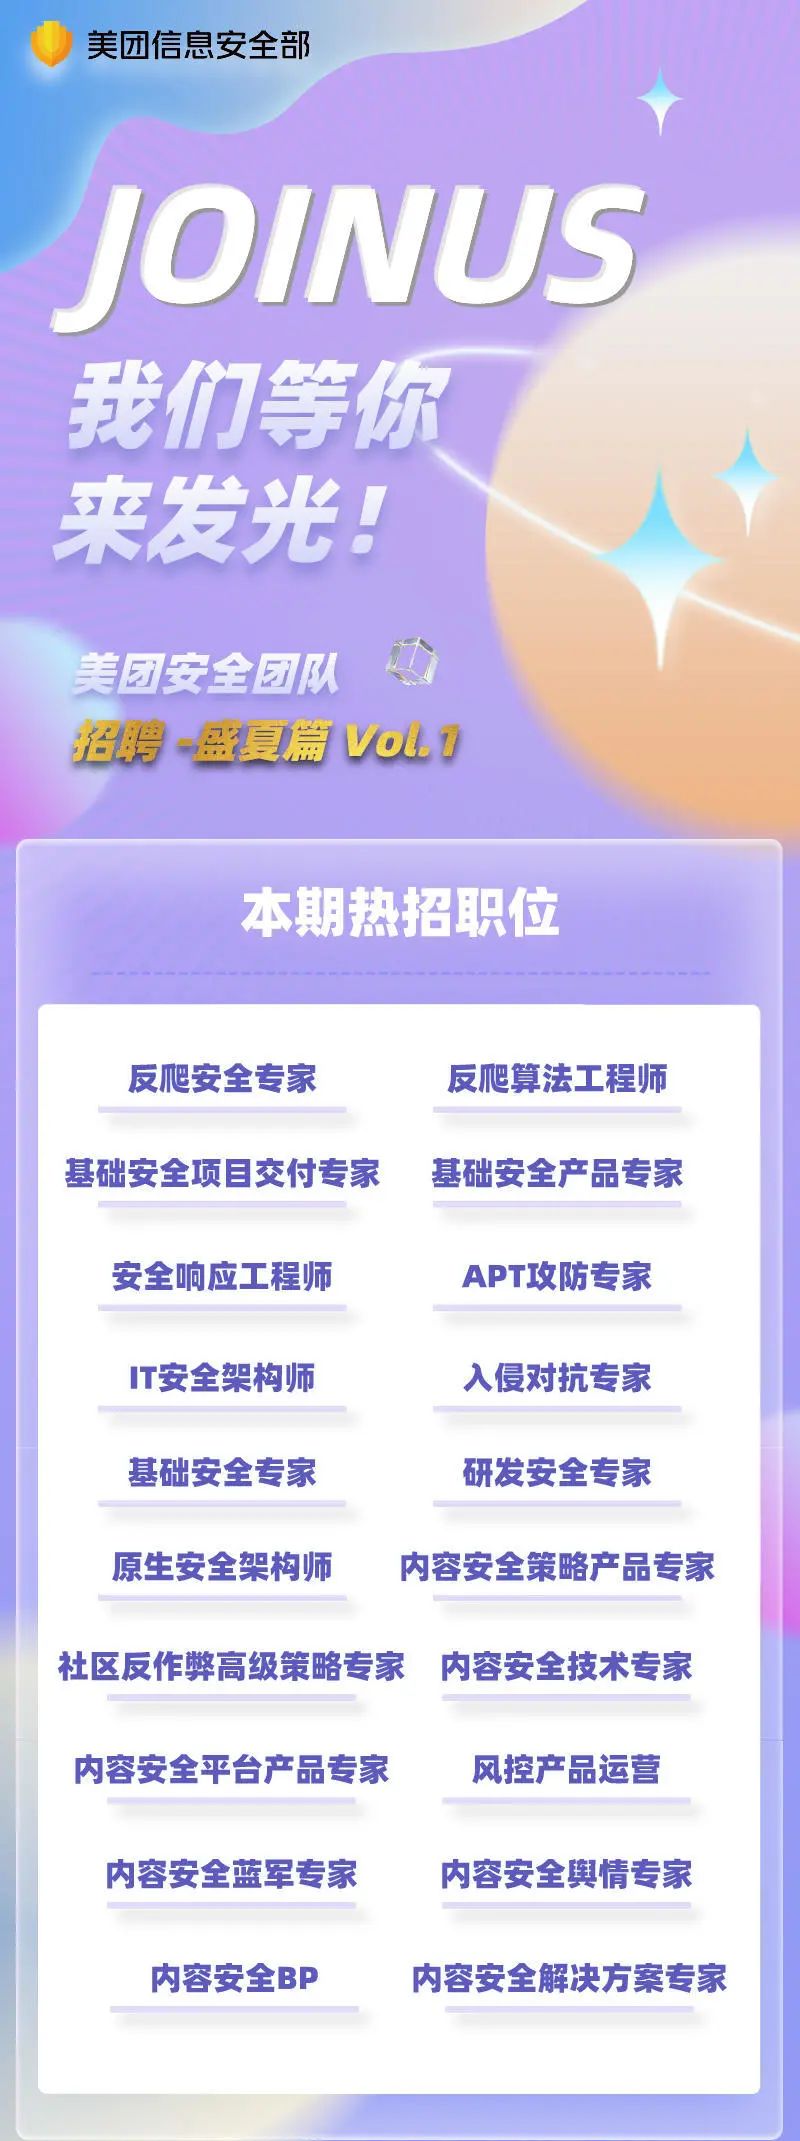 美团信息安全部
JOINUS
我们等你
来发光！
美团安全团队
招聘 -盛夏篇 Vol.1
本期热招职位
反爬安全专家
反爬算法工程师
基础安全项目交付专家
基础安全产品专家
安全响应工程师
APT攻防专家
IT安全架构师
入侵对抗专家
基础安全专家
研发安全专家
原生安全架构师
内容安全策略产品专家
社区反作弊高级策略专家
内容安全技术专家
内容安全平台产品专家
风控产品运营
内容安全蓝军专家
内容安全舆情专家
内容安全BP
内容安全解决方案专家